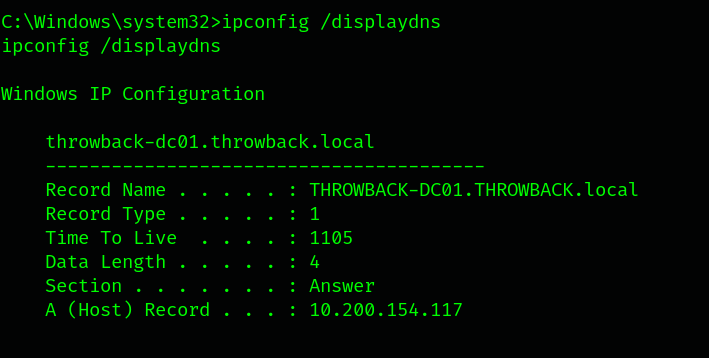 C:\Windows\system32>ipconfig /displaydns
ipconfig /displaydns
Windows IP Configuration
throwback-dc01.throwback.local
----------------------------------------
Record Name . . . . . : THROWBACK-DC01.THROWBACK.local
Record Type . . . . . : 1
Time To Live  . . . . : 1105
Data Length . . . . . : 4
Section . . . . . . . : Answer
A (Host) Record . . . : 10.200.154.117